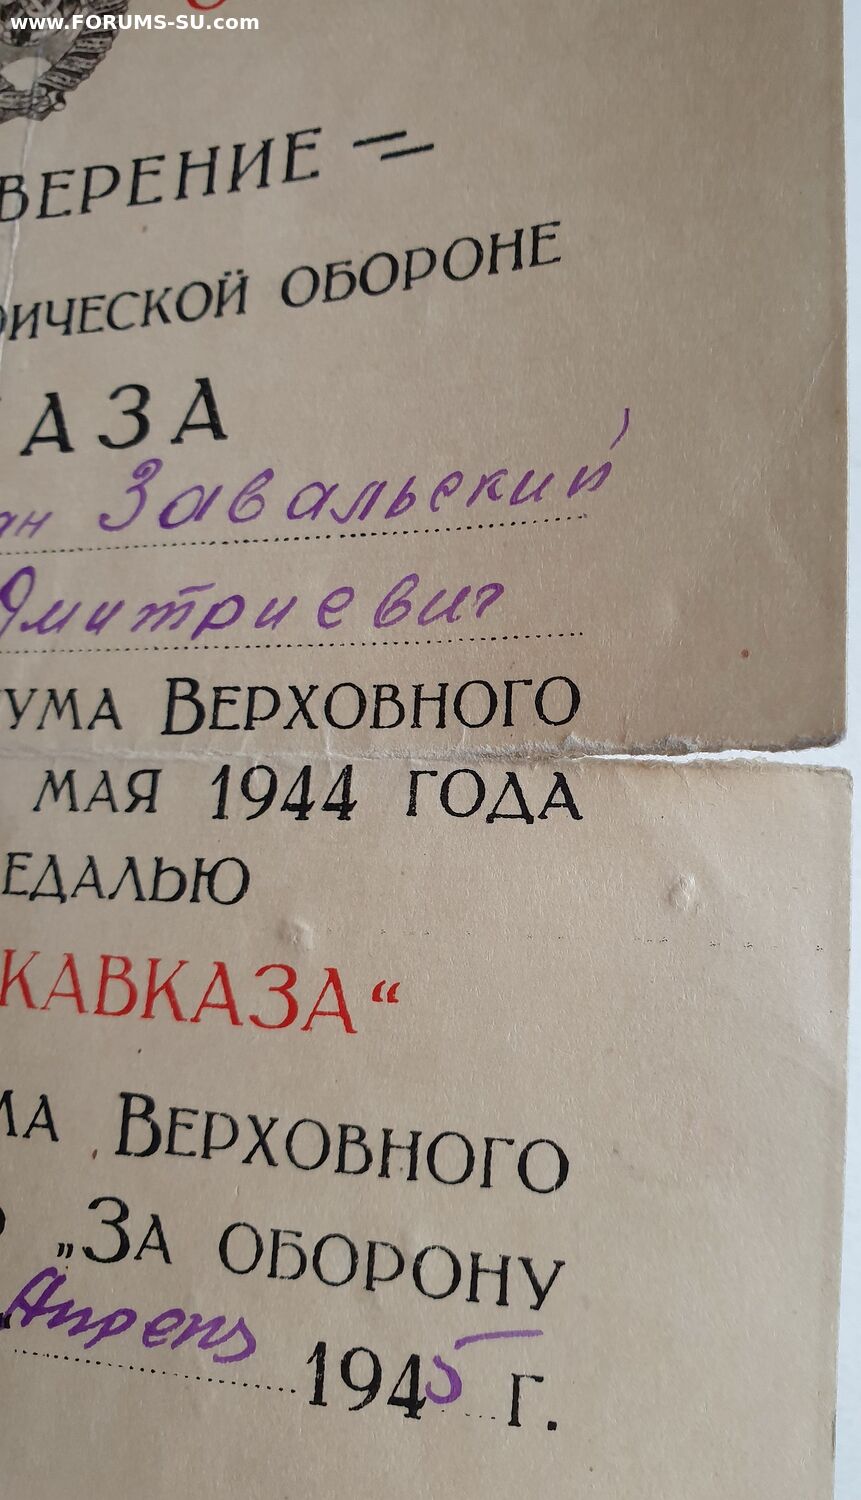 www.FORUMS-SU.com
ВЕРЕНИЕ
ОИЧЕСКОЙ ОБОРОНЕ
АЗА
ан Завальский
Дмитриевич
УМА ВЕРХОВНОГО
МАЯ 1944 ГОДА
ЕДАЛЬЮ
КАВКАЗА“
МА ВЕРХОВНОГО
„ЗА ОБОРОНУ
Апрель 1945 г.